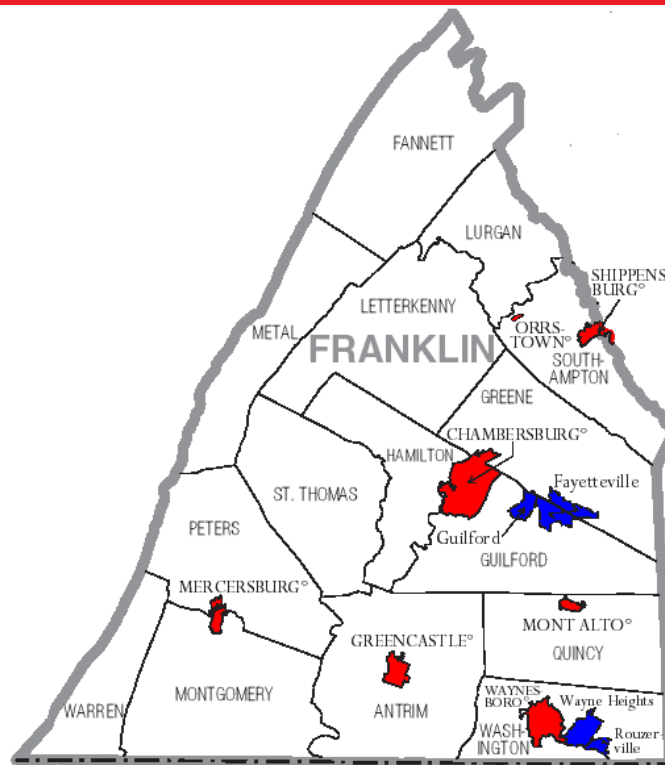 FANNETT
LURGAN
SHIPPENS
BURG°
LETTERKENNY
METAL
ORRS-
TOWN°
FRANKLIN
SOUTH-
AMPTON
GREENE
CHAMBERSBURG°
HAMILTON
ST. THOMAS
Fayetteville
PETERS
Guilford
GUILFORD
MERCERSBURG°
MONT ALTO°
GREENCASTLE°
QUINCY
MONTGOMERY
WAYNES-
BORO°
Wayne Heights
WARREN
ANTRIM
WASH-
INGTON
Rouzer-
ville